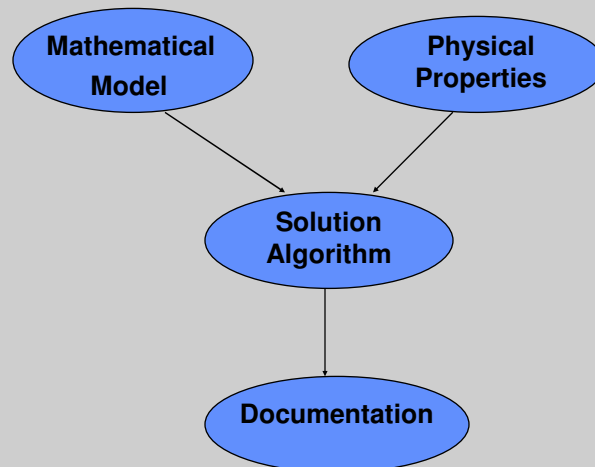 Mathematical
Model
Physical
Properties
Solution
Algorithm
Documentation